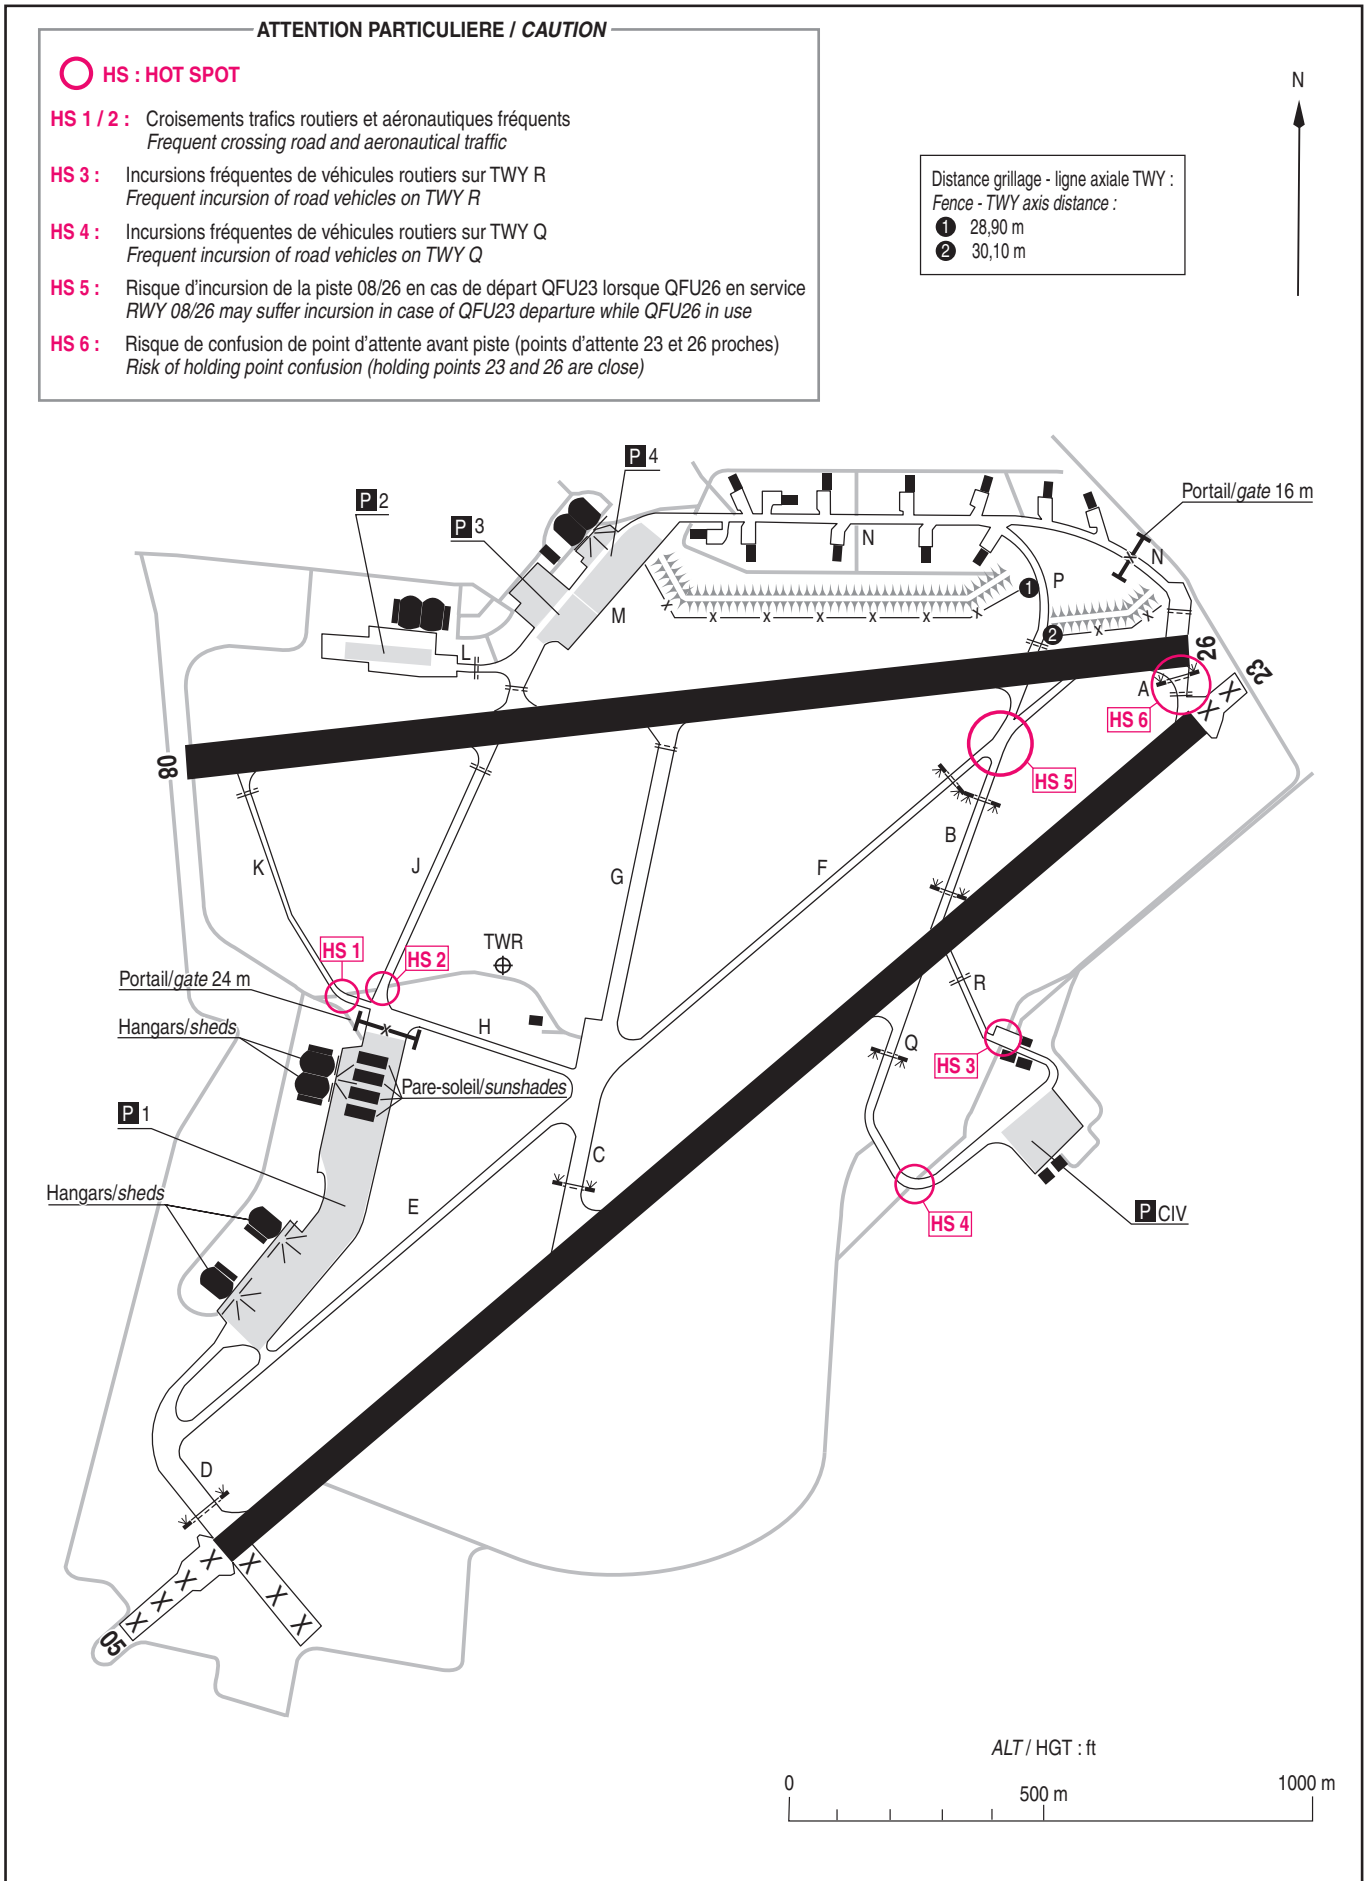 ATTENTION PARTICULIERE / CAUTION
HS : HOT SPOT
HS 1 / 2 : Croisements trafics routiers et aéronautiques fréquents
Frequent crossing road and aeronautical traffic
HS 3 : Incursions fréquentes de véhicules routiers sur TWY R
Frequent incursion of road vehicles on TWY R
HS 4 : Incursions fréquentes de véhicules routiers sur TWY Q
Frequent incursion of road vehicles on TWY Q
HS 5 : Risque d'incursion de la piste 08/26 en cas de départ QFU23 lorsque QFU26 en service
RWY 08/26 may suffer incursion in case of QFU23 departure while QFU26 in use
HS 6 : Risque de confusion de point d'attente avant piste (points d'attente 23 et 26 proches)
Risk of holding point confusion (holding points 23 and 26 are close)
N
Distance grillage - ligne axiale TWY :
Fence - TWY axis distance :
1 28,90 m
2 30,10 m
P 4
P 2
P 3
Portail/gate 16 m
N
N
P
1
M
2
L
26
23
A
HS 6
08
HS 5
B
K
J
G
F
HS 1
HS 2
TWR
Portail/gate 24 m
R
Hangars/sheds
H
Q
HS 3
Pare-soleil/sunshades
P 1
C
Hangars/sheds
E
HS 4
P CIV
D
05
ALT / HGT : ft
0
500 m
1000 m